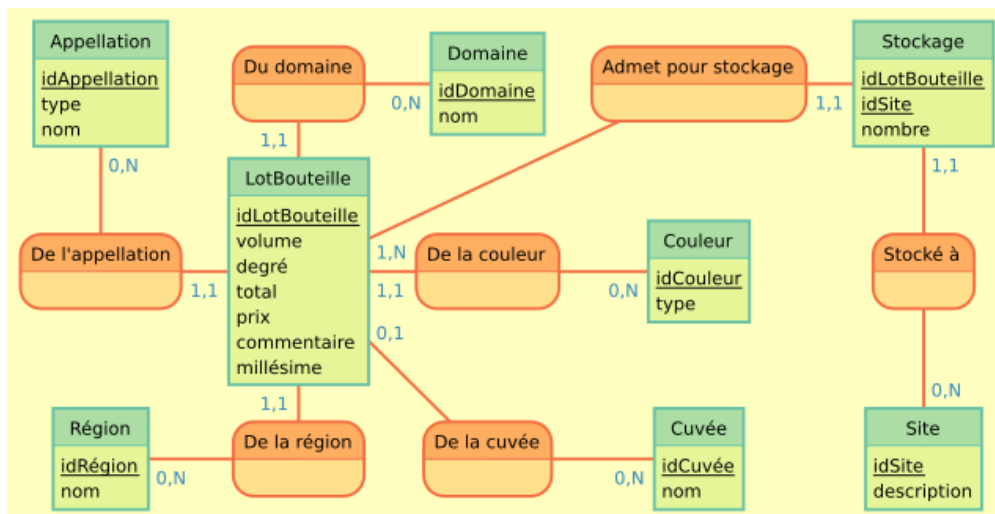 Appellation
idAppellation
type
nom
0,N
De l'appellation
1,1
Du domaine
1,1
0,N
Domaine
idDomaine
nom
Admet pour stockage
1,1
1,N
Stockage
idLotBouteille
idSite
nombre
1,1
LotBouteille
idLotBouteille
volume
degré
total
prix
commentaire
millésime
De la couleur
1,1
0,N
Couleur
idCouleur
type
Stocké à
0,N
0,1
1,1
Région
idRégion
nom
0,N
De la région
De la cuvée
0,N
Cuvée
idCuvée
nom
Site
idSite
description